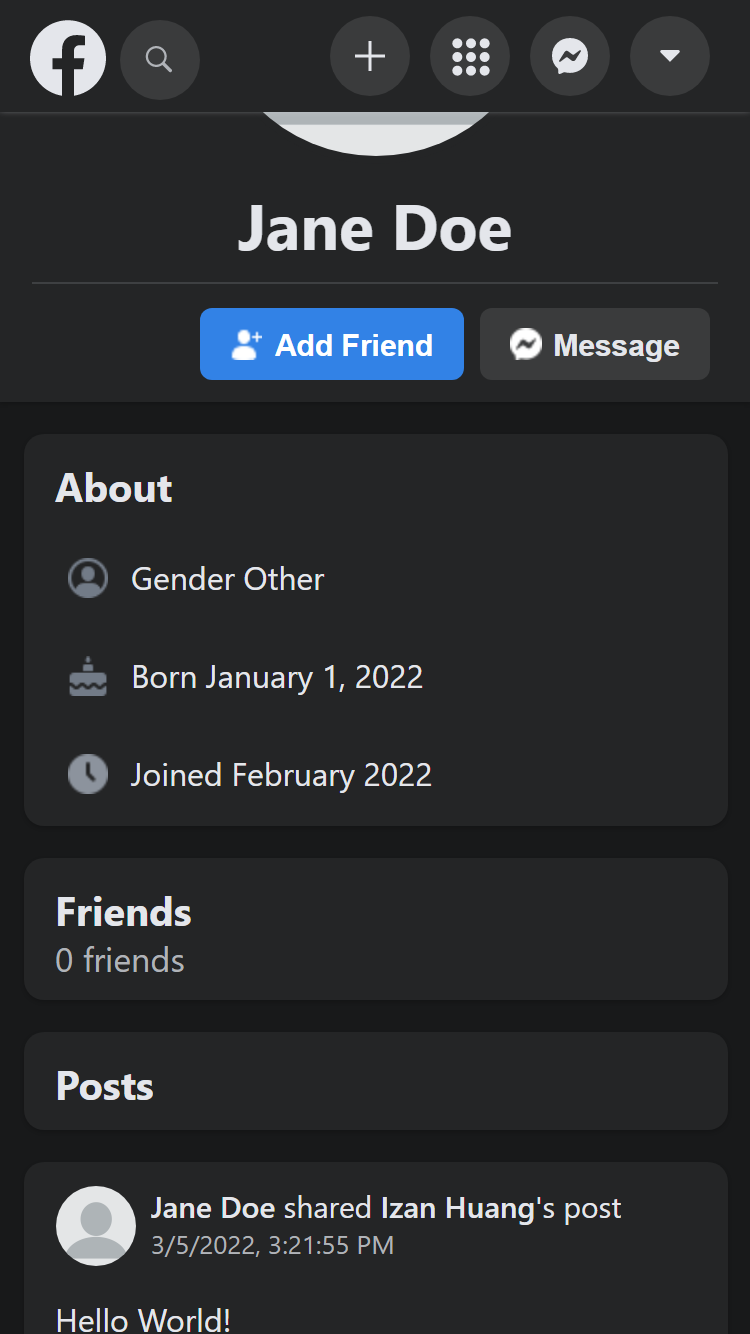 Jane Doe
Add Friend
Message
About
Gender Other
Born January 1, 2022
Joined February 2022
Friends
0 friends
Posts
Jane Doe shared Izan Huang's post
3/5/2022, 3:21:55 PM
Hello World!